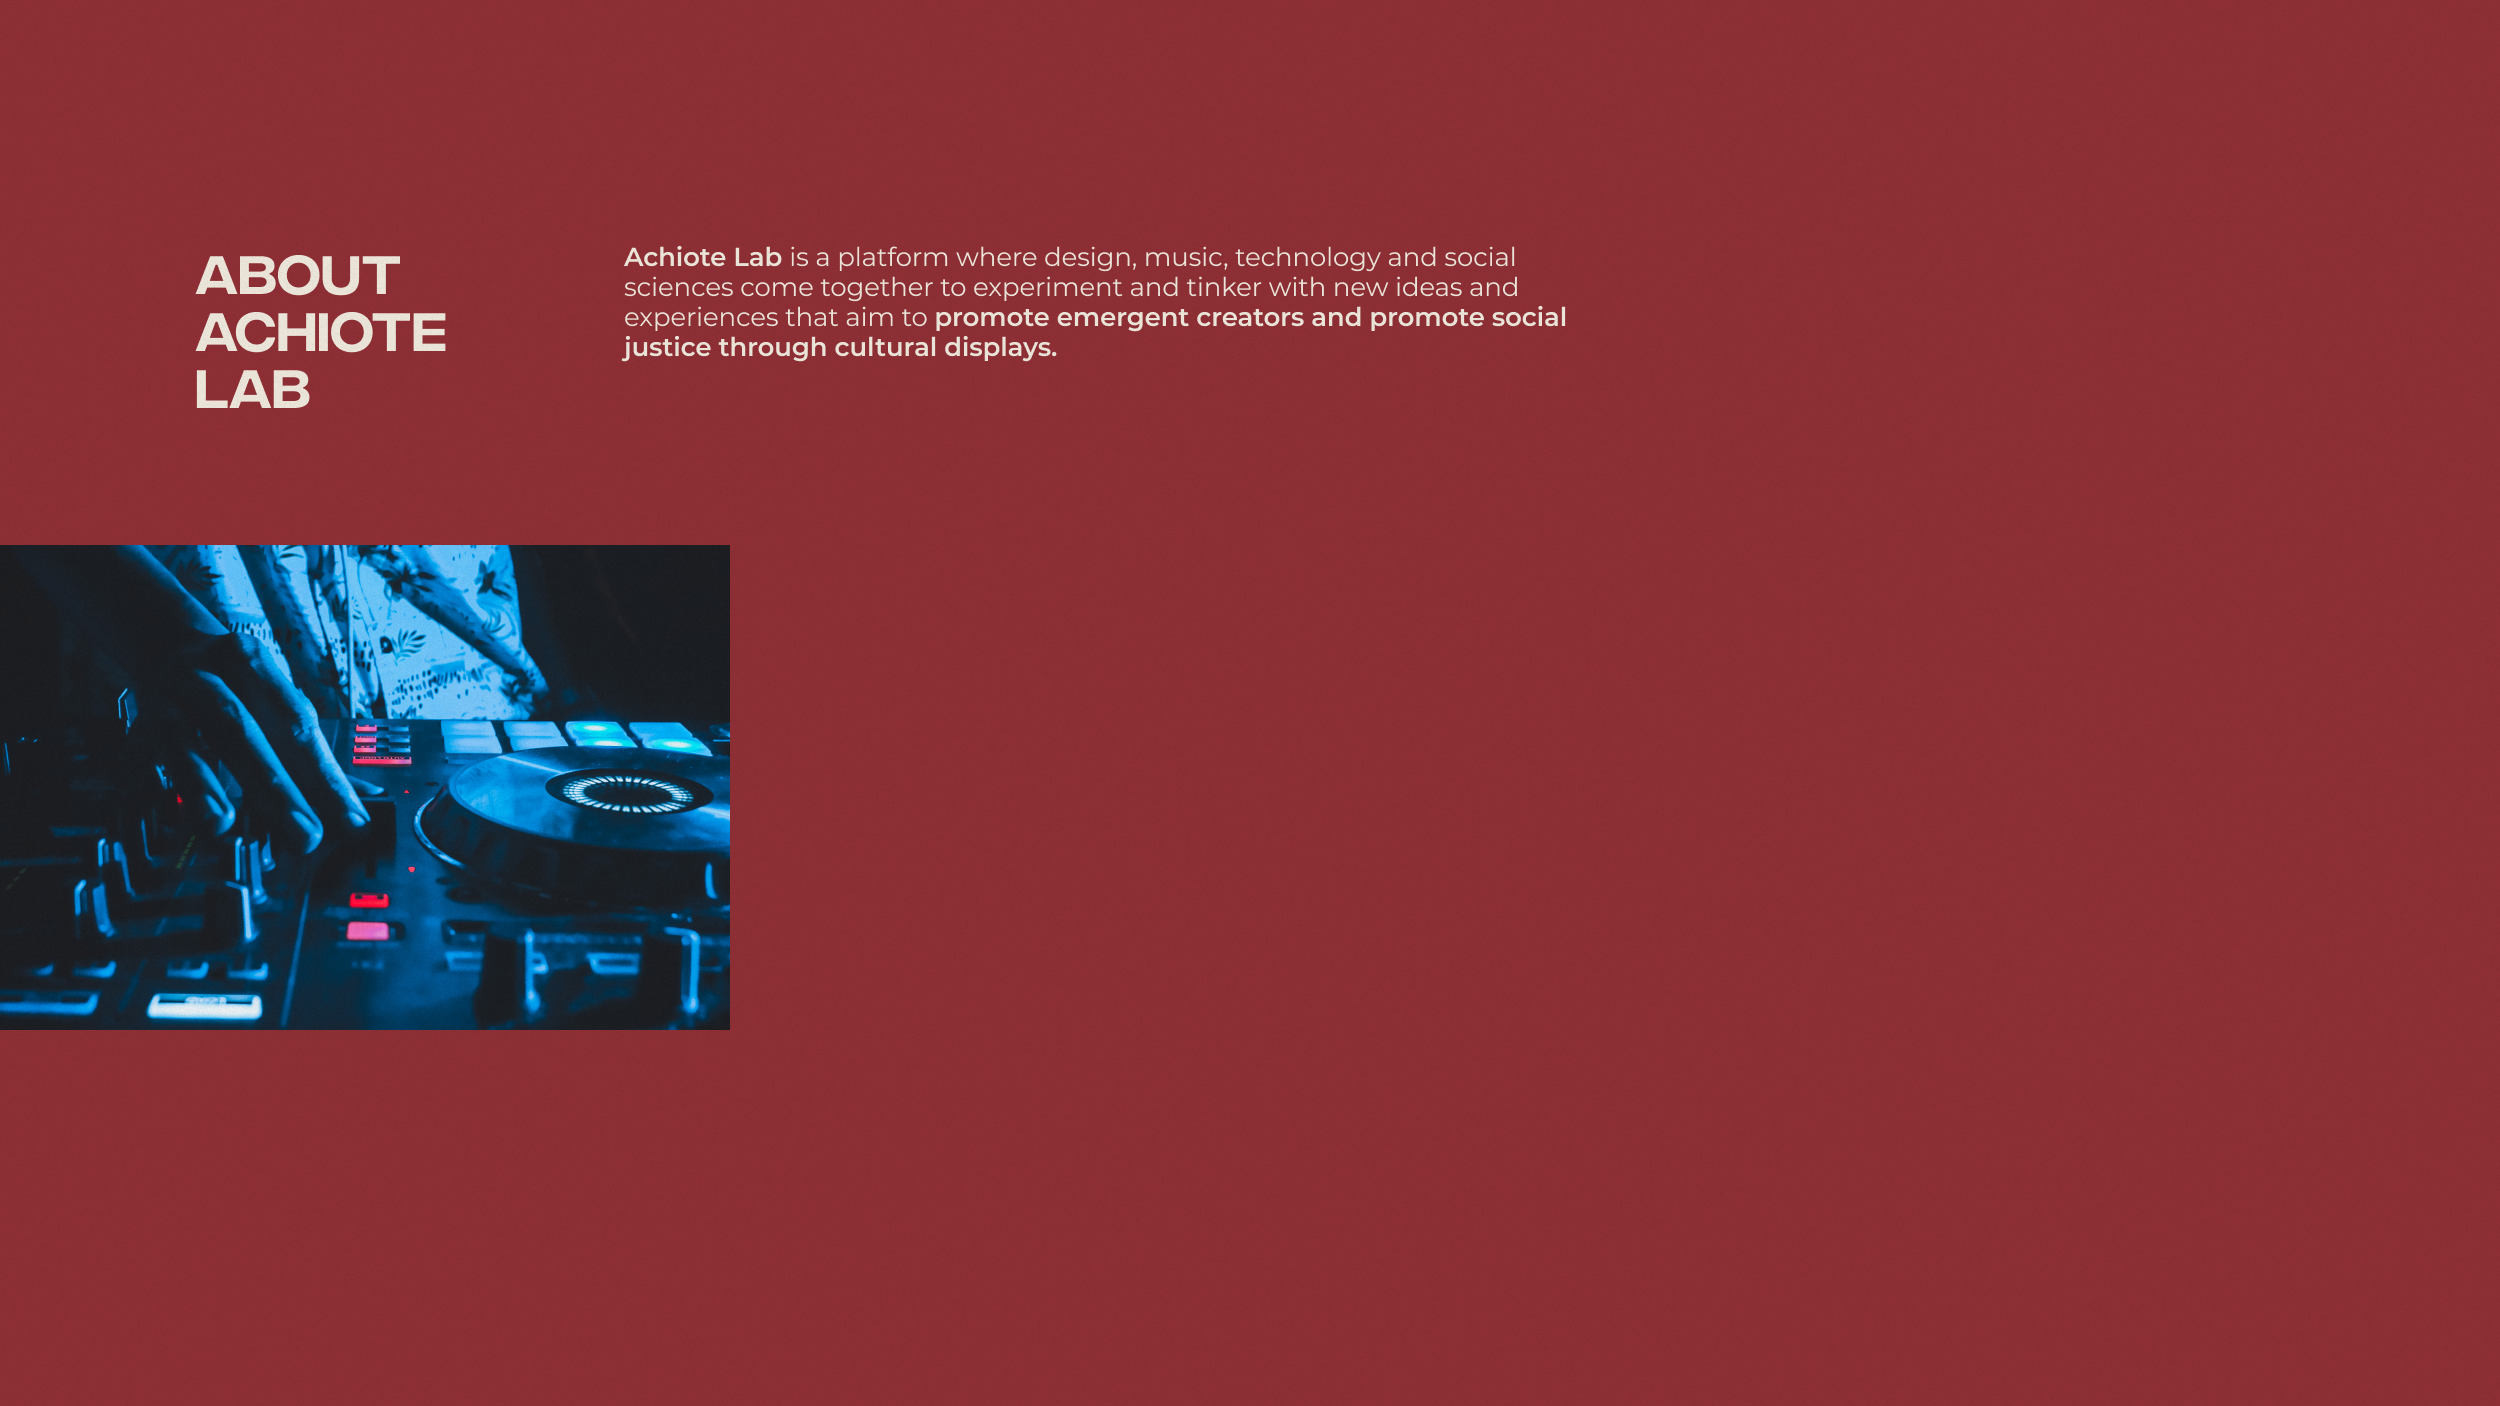 ABOUT
ACHIOTE
LAB
Achiote Lab is a platform where design, music, technology and social
sciences come together to experiment and tinker with new ideas and
experiences that aim to promote emergent creators and promote social
justice through cultural displays.